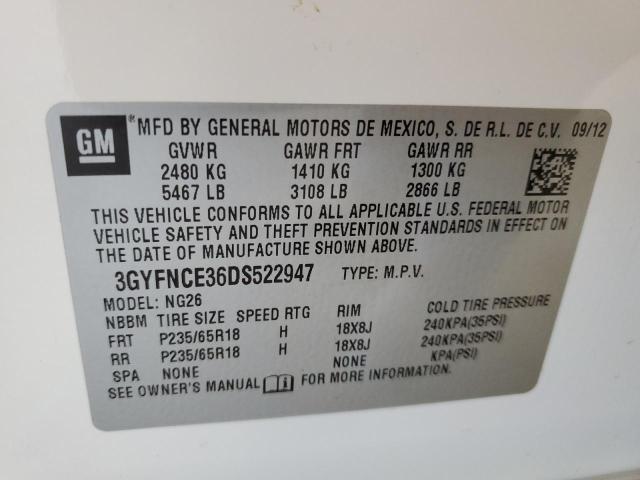 GM
MFD BY GENERAL MOTORS DE MEXICO, S. DE R.L. DE C.V. 09/12
GVWR GAWR FRT GAWR RR
2480 KG 1410 KG 1300 KG
5467 LB 3108 LB 2866 LB
THIS VEHICLE CONFORMS TO ALL APPLICABLE U.S. FEDERAL MOTOR
VEHICLE SAFETY AND THEFT PREVENTION STANDARDS IN EFFECT ON
THE DATE OF MANUFACTURE SHOWN ABOVE.
3GYFNCE36DS522947 TYPE: M.P.V.
MODEL: NG26
NBBM TIRE SIZE SPEED RTG RIM COLD TIRE PRESSURE
FRT P235/65R18 H 18X8J 240KPA(35PSI)
RR P235/65R18 H 18X8J 240KPA(35PSI)
SPA NONE NONE KPA(PSI)
SEE OWNER'S MANUAL i FOR MORE INFORMATION.